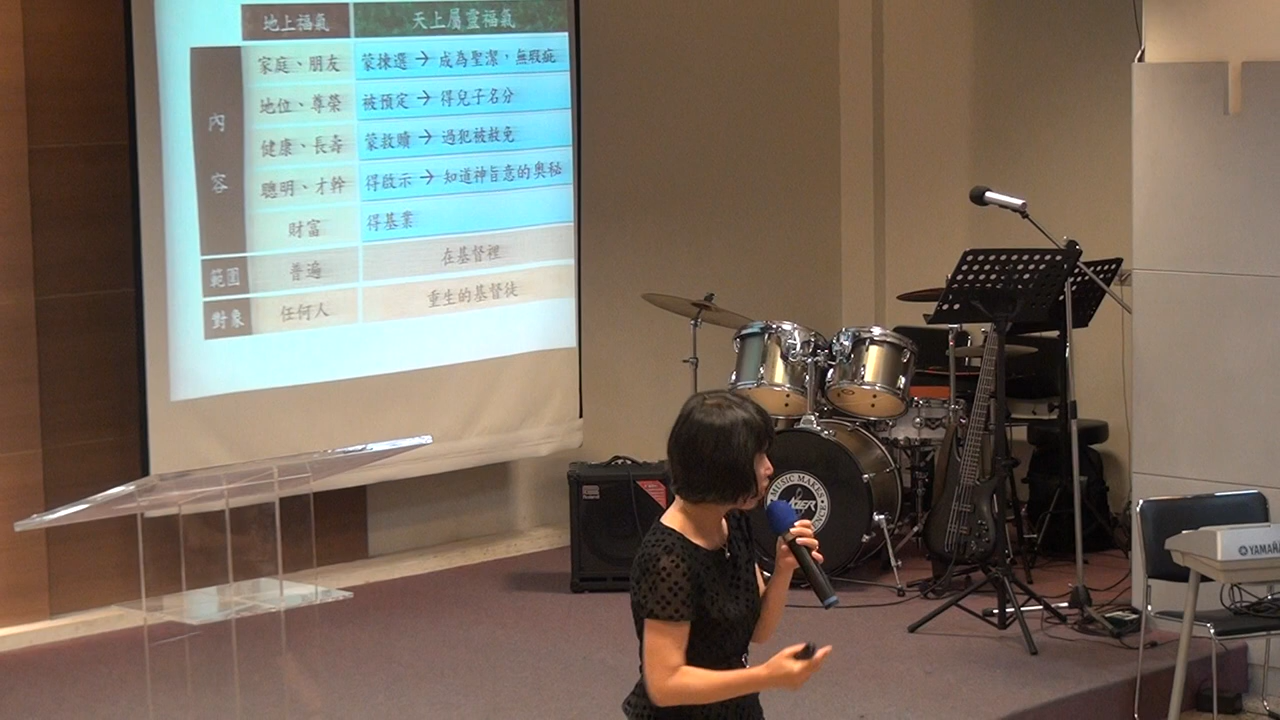 地上福氣 天上屬靈福氣
內容
家庭、朋友 蒙揀選→成為聖潔，無瑕疵
地位、尊榮 被預定→得兒子名分
健康、長壽 蒙救贖→過犯被赦免
聰明、才幹 得啟示→知道神旨意的奧秘
財富 得基業
範圍 普遍 在基督裡
對象 任何人 重生的基督徒
MUSIC MAKES
Roland
YAMAHA